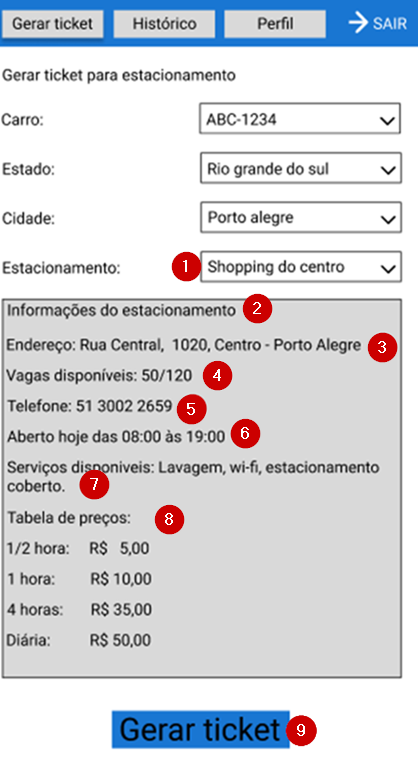 Gerar ticket Histórico Perfil → SAIR
Gerar ticket para estacionamento
Carro: ABC-1234
Estado: Rio grande do sul
Cidade: Porto alegre
Estacionamento: 1 Shopping do centro
Informações do estacionamento 2
Endereço: Rua Central, 1020, Centro - Porto Alegre 3
Vagas disponíveis: 50/120 4
Telefone: 51 3002 2659 5
Aberto hoje das 08:00 às 19:00 6
Serviços disponiveis: Lavagem, wi-fi, estacionamento
coberto. 7
Tabela de preços: 8
1/2 hora: R$ 5,00
1 hora: R$ 10,00
4 horas: R$ 35,00
Diária: R$ 50,00
Gerar ticket 9